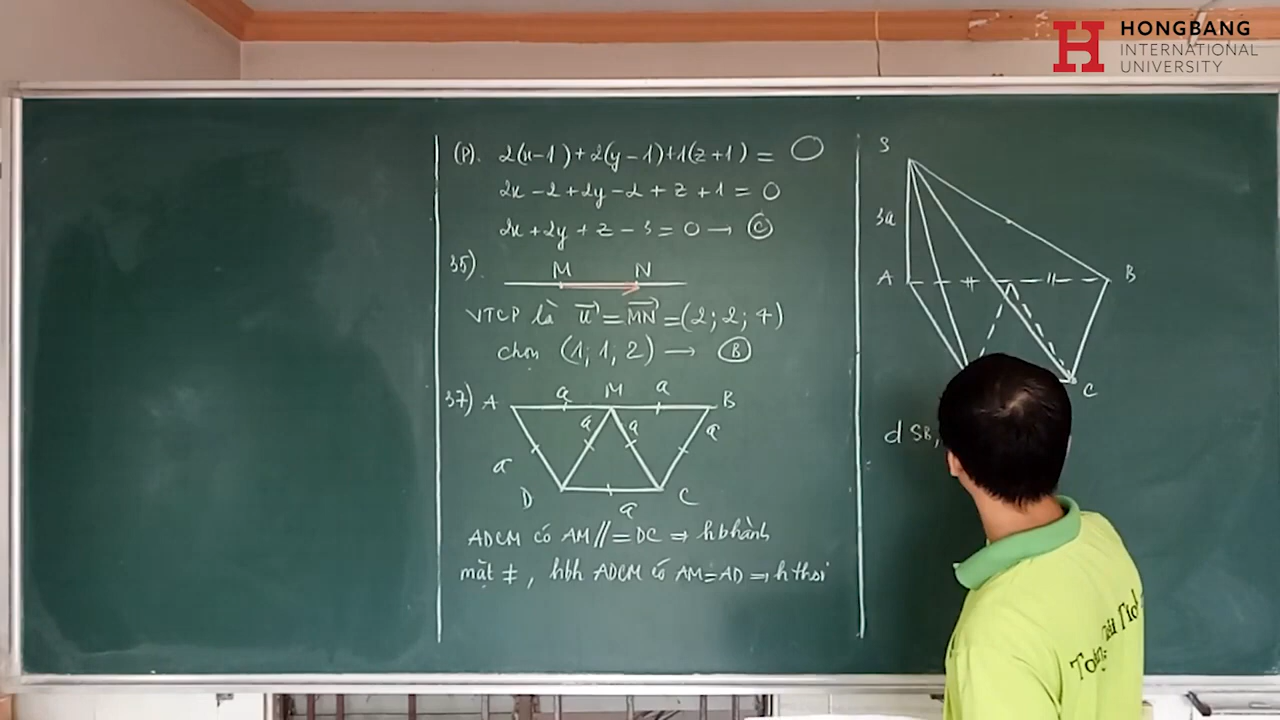 HONGBANG
INTERNATIONAL
UNIVERSITY
(P). 2(x-1)+2(y-1)+1(z+1) = 0
2x-2+2y-2+z+1=0
2x+2y+z-3=0 → (C)
35).
M N
VTCP là u⃗ = MN⃗ = (2; 2; 4)
chọn (1; 1; 2) → (B)
37) A a M a B
a a a a
D a C
ADCM có AM // = DC ⇒ hbhành
mặt ‡, hbh ADCM có AM=AD ⇒ h thoi
S
3a
A B
C
d SB,